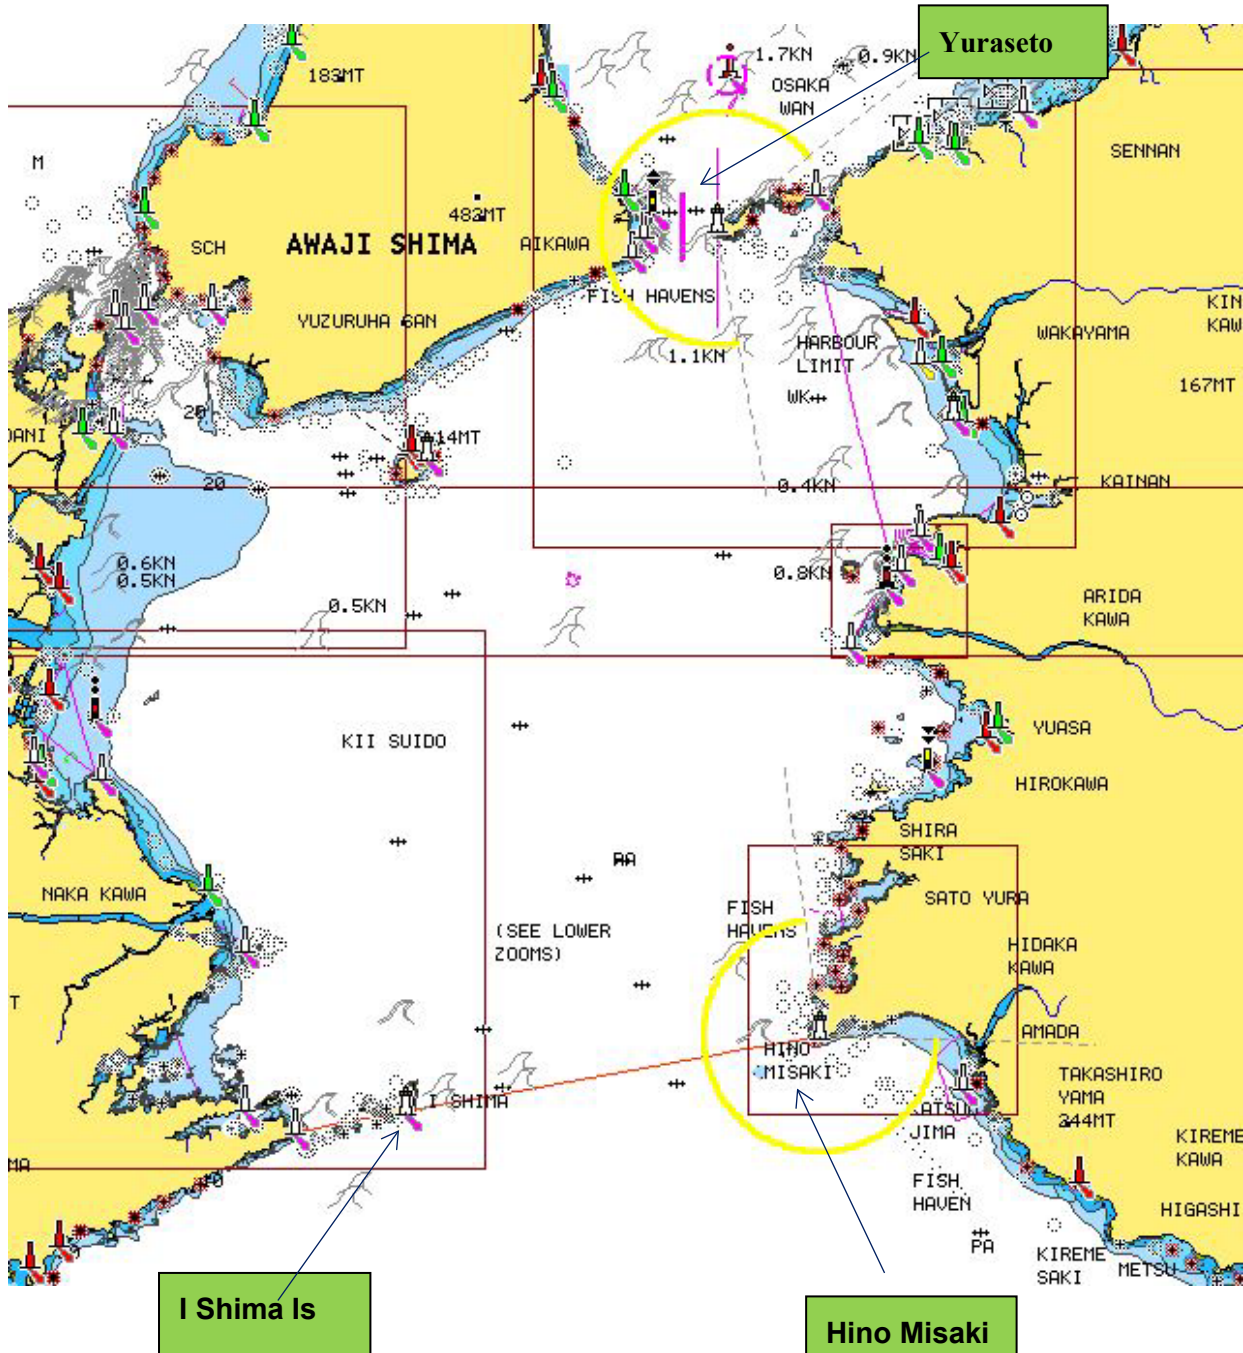 Yuraseto
1.7KN
0.9KN
OSAKA
WAN
183MT
M
SENNAN
482MT
SCH
AWAJI SHIMA
AIKAWA
FISH HAVENS
YUZURUHA SAN
KIN
KAW
WAKAYAMA
HARBOUR
LIMIT
1.1KN
167MT
WK
20
14MT
DANI
20
0.4KN
KAINAN
0.6KN
0.5KN
0.8KN
0.5KN
ARIDA
KAWA
YUASA
KII SUIDO
HIROKAWA
SHIRA
SAKI
PA
NAKA KAWA
SATO YURA
FISH
HAVENS
(SEE LOWER
ZOOMS)
HIDAKA
KAWA
T
AMADA
HINO
MISAKI
TAKASHIRO
YAMA
244MT
I SHIMA
KATSU
JIMA
KIREME
KAWA
MA
FISH
HAVEN
HIGASHI
PA
KIREME
SAKI
METSU
I Shima Is
Hino Misaki